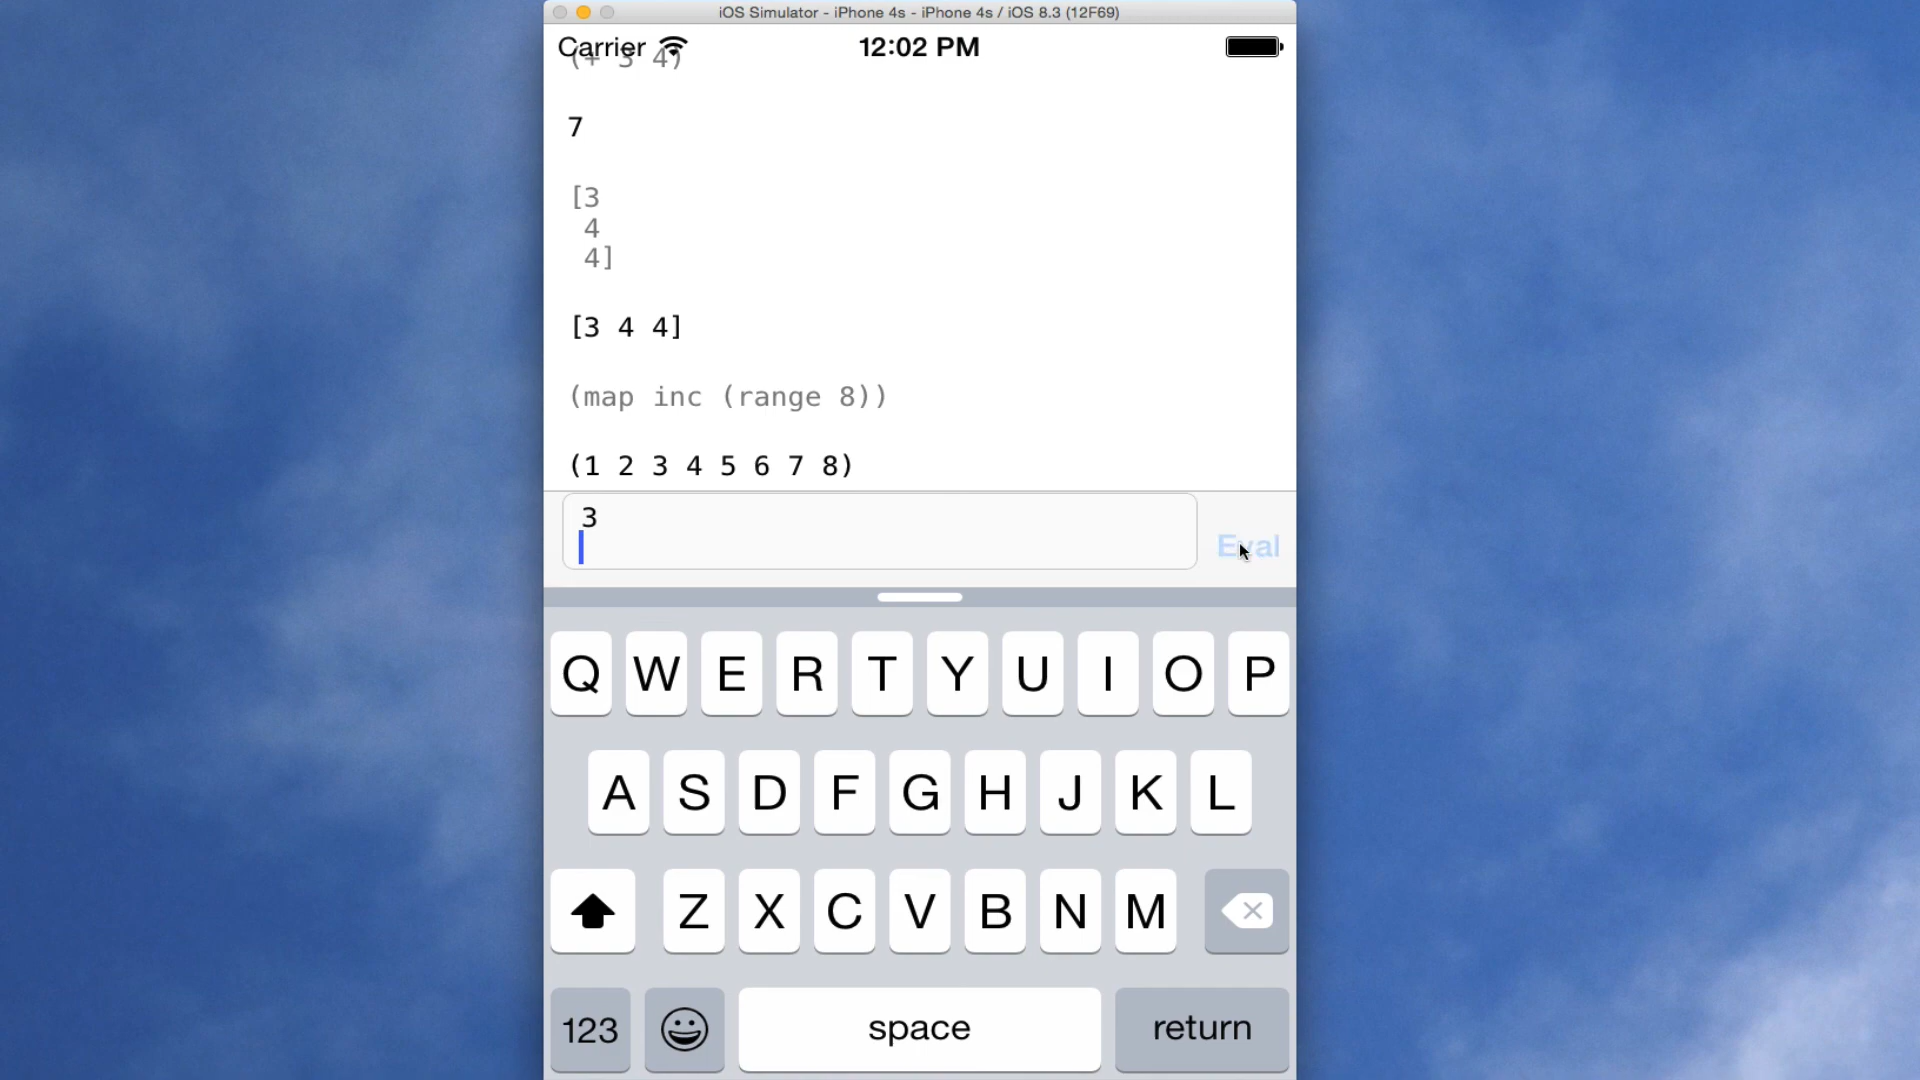 iOS Simulator - iPhone 4s - iPhone 4s / iOS 8.3 (12F69)
Carrier 12:02 PM
(+ 3 4)
7
[3
4
4]
[3 4 4]
(map inc (range 8))
(1 2 3 4 5 6 7 8)
3
Eval
Q W E R T Y U I O P
A S D F G H J K L
Z X C V B N M
123 space return